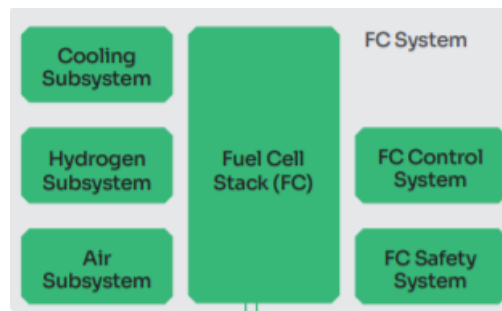 Cooling
Subsystem
Hydrogen
Subsystem
Air
Subsystem
Fuel Cell
Stack (FC)
FC System
FC Control
System
FC Safety
System